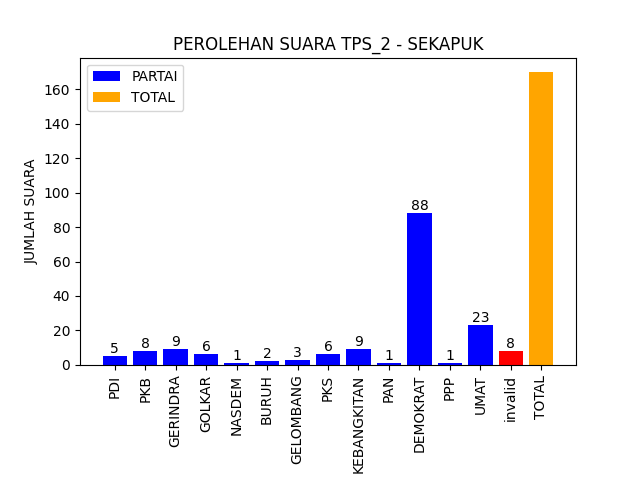 PEROLEHAN SUARA TPS_2 - SEKAPUK
PARTAI
TOTAL
JUMLAH SUARA
160
140
120
100
80
60
40
20
0
5
8
9
6
1
2
3
6
9
1
88
1
23
8
PDI
PKB
GERINDRA
GOLKAR
NASDEM
BURUH
GELOMBANG
PKS
KEBANGKITAN
PAN
DEMOKRAT
PPP
UMAT
invalid
TOTAL